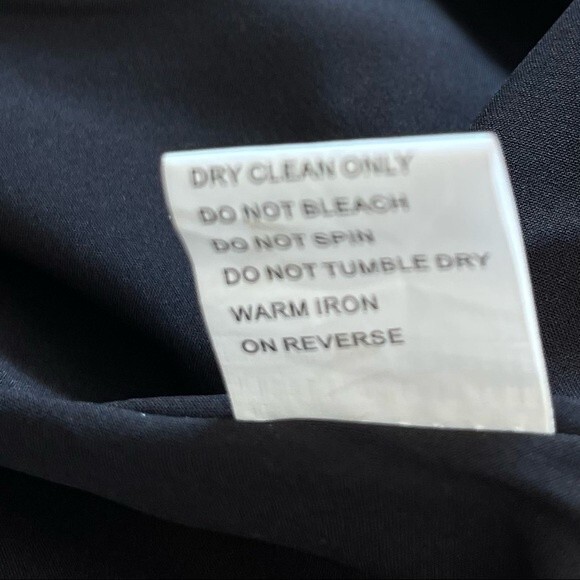 DRY CLEAN ONLY
DO NOT BLEACH
DO NOT SPIN
DO NOT TUMBLE DRY
WARM IRON
ON REVERSE